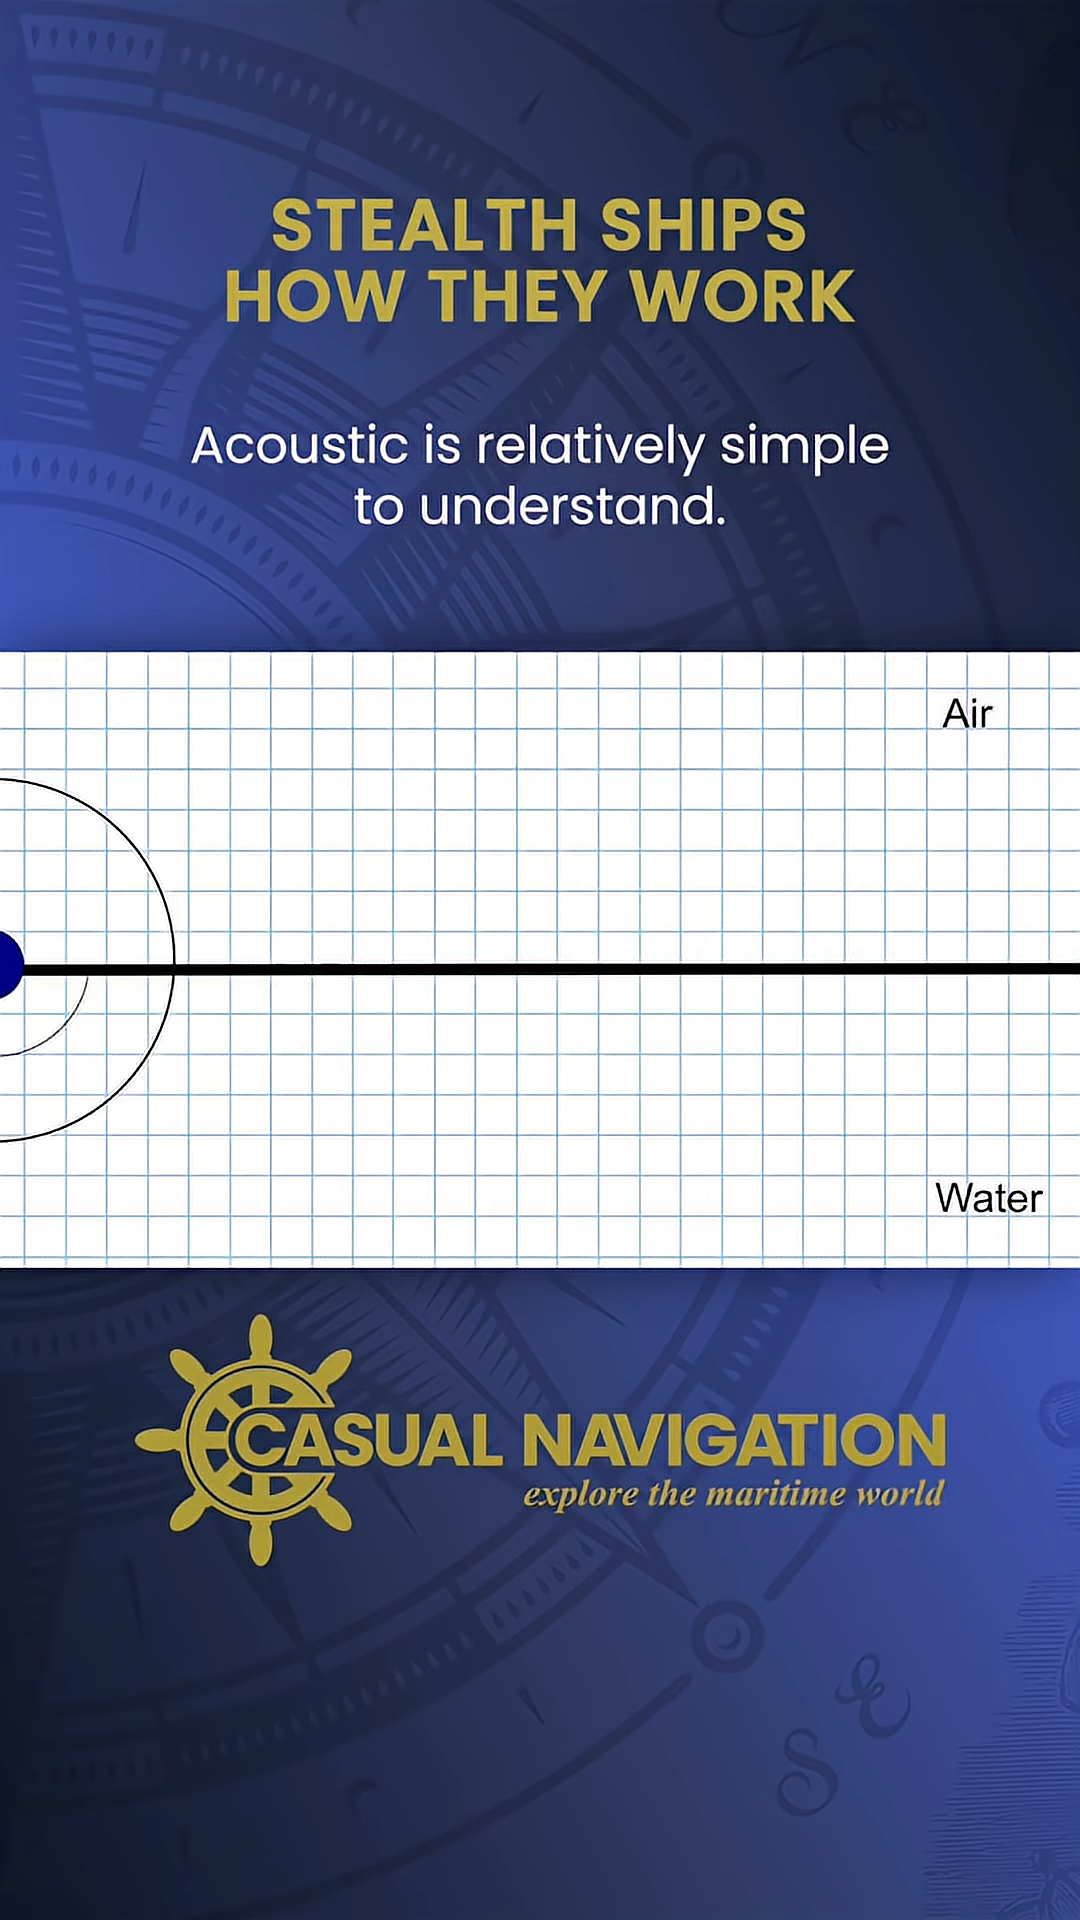 STEALTH SHIPS
HOW THEY WORK
Acoustic is relatively simple
to understand.
Air
Water
CASUAL NAVIGATION
explore the maritime world
N
E
E
S